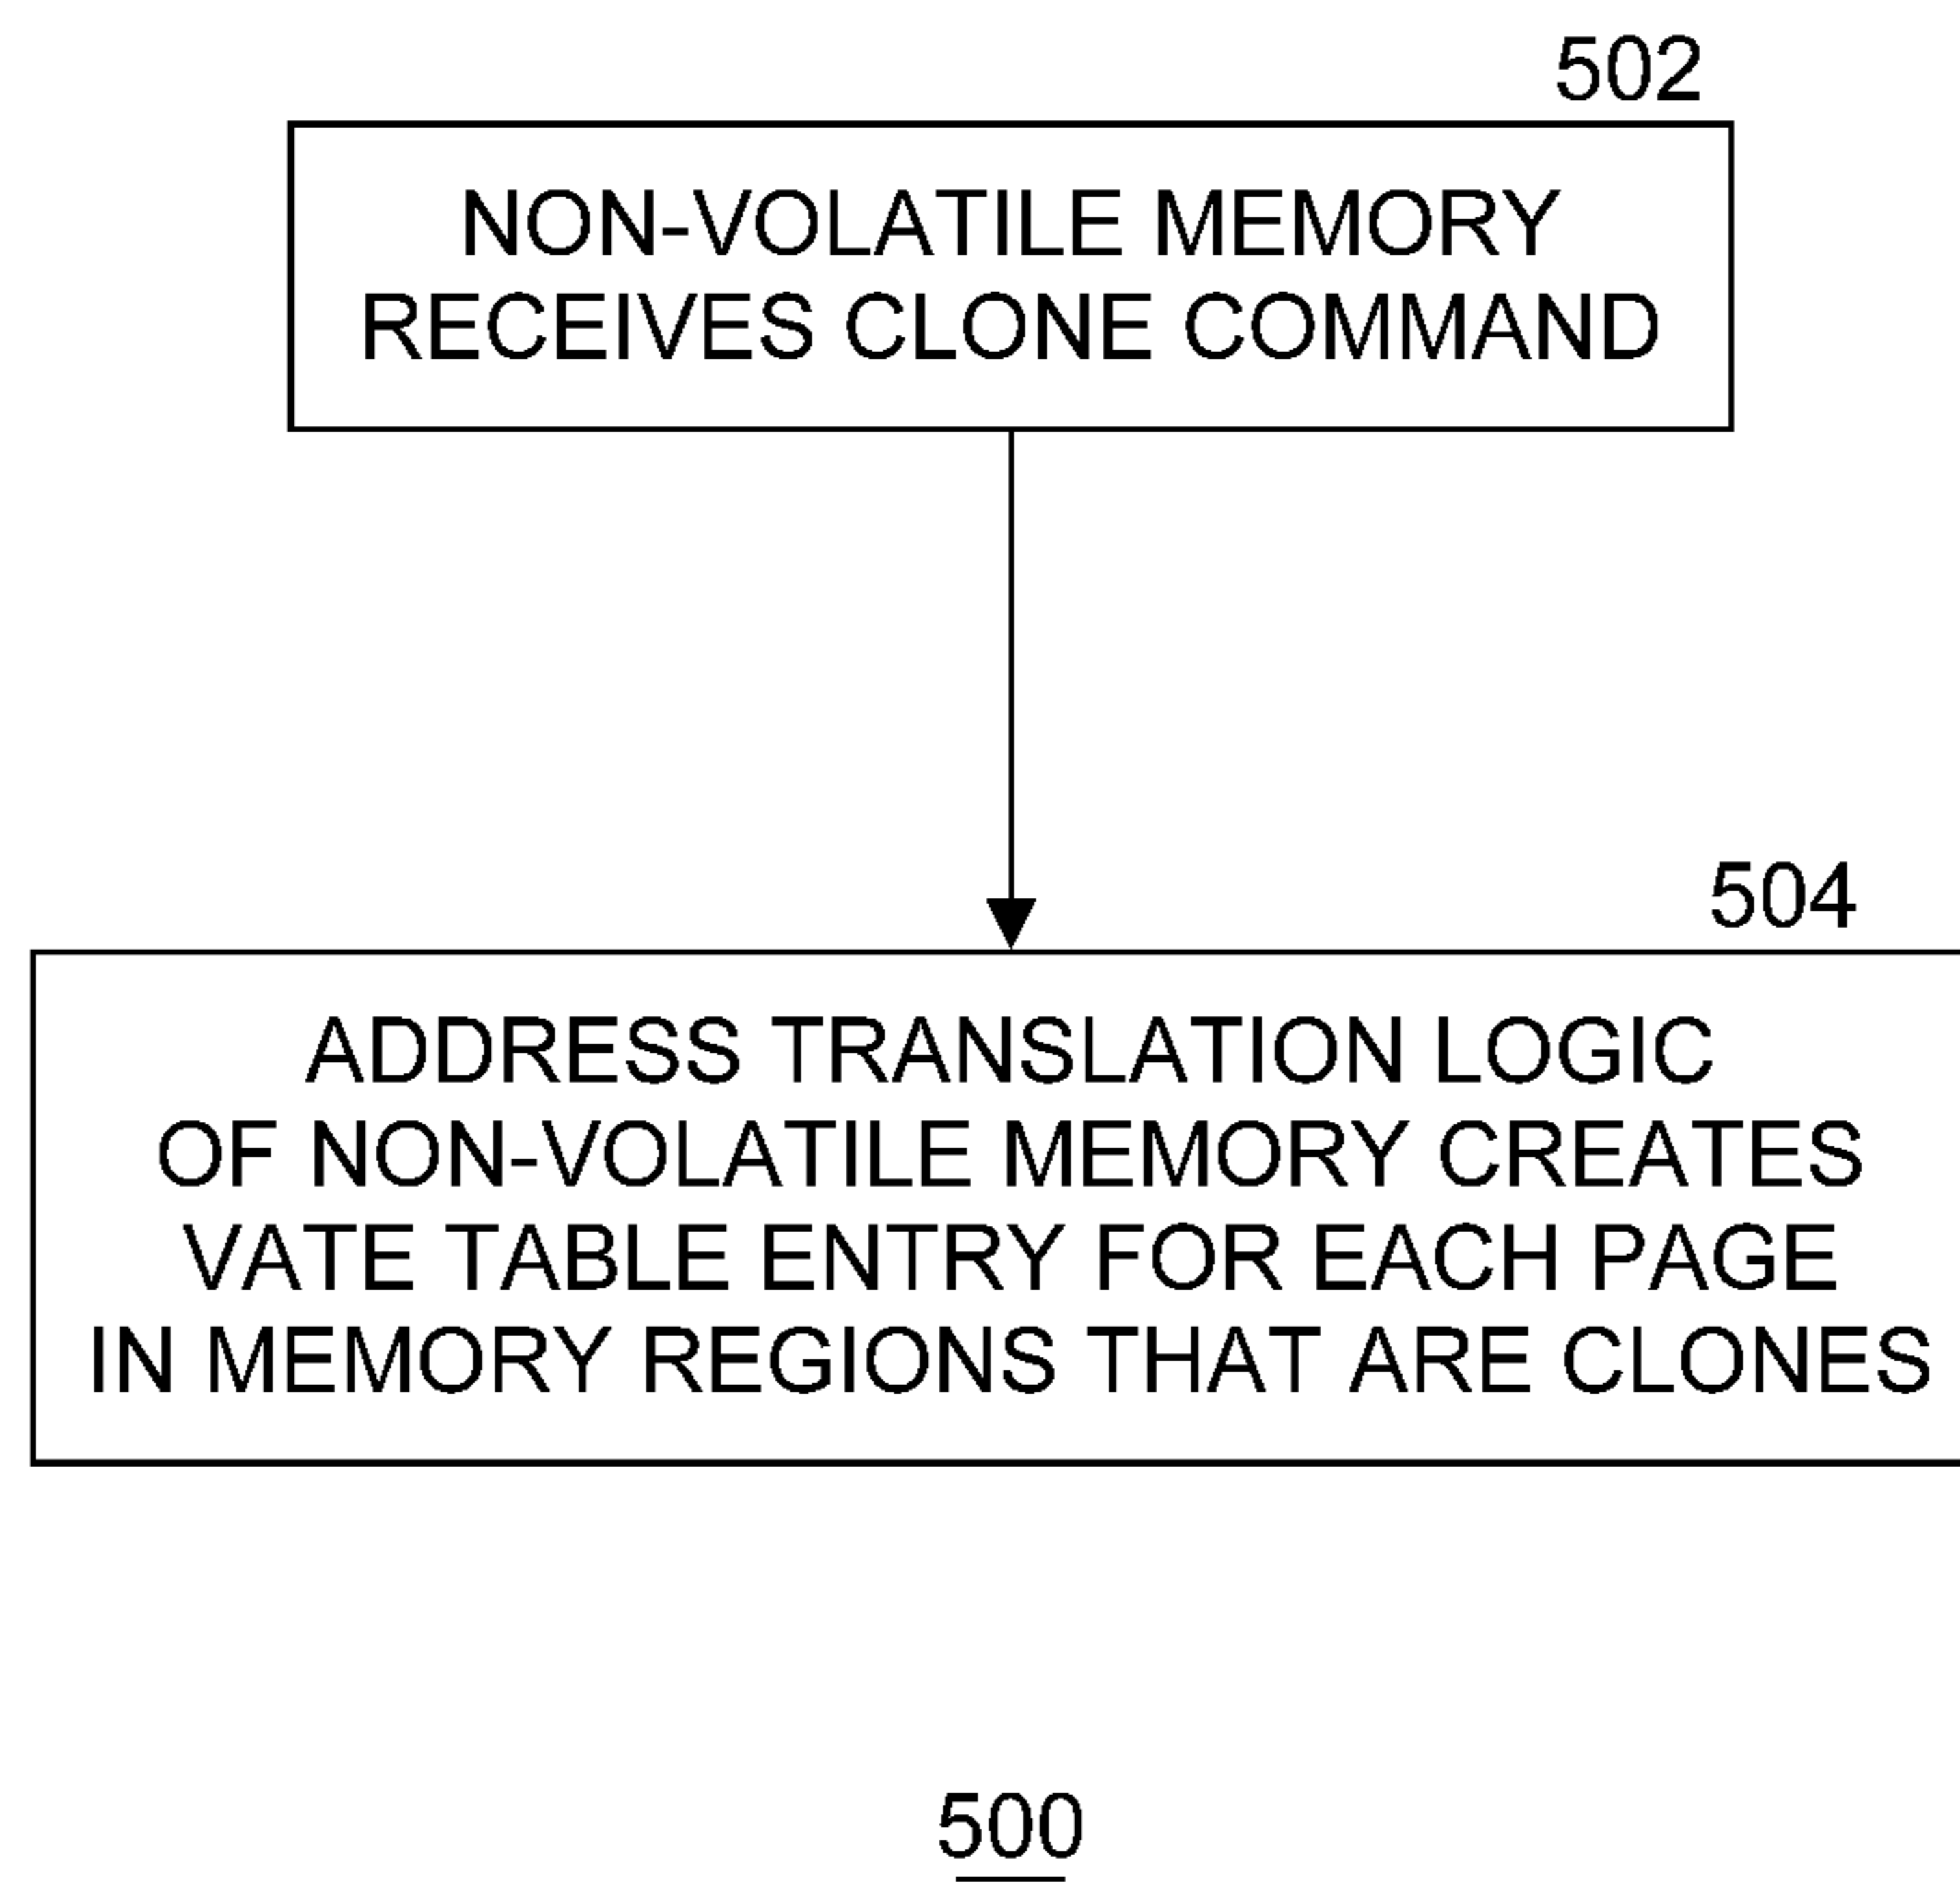 502
NON-VOLATILE MEMORY
RECEIVES CLONE COMMAND
504
ADDRESS TRANSLATION LOGIC
OF NON-VOLATILE MEMORY CREATES
VATE TABLE ENTRY FOR EACH PAGE
IN MEMORY REGIONS THAT ARE CLONES
500